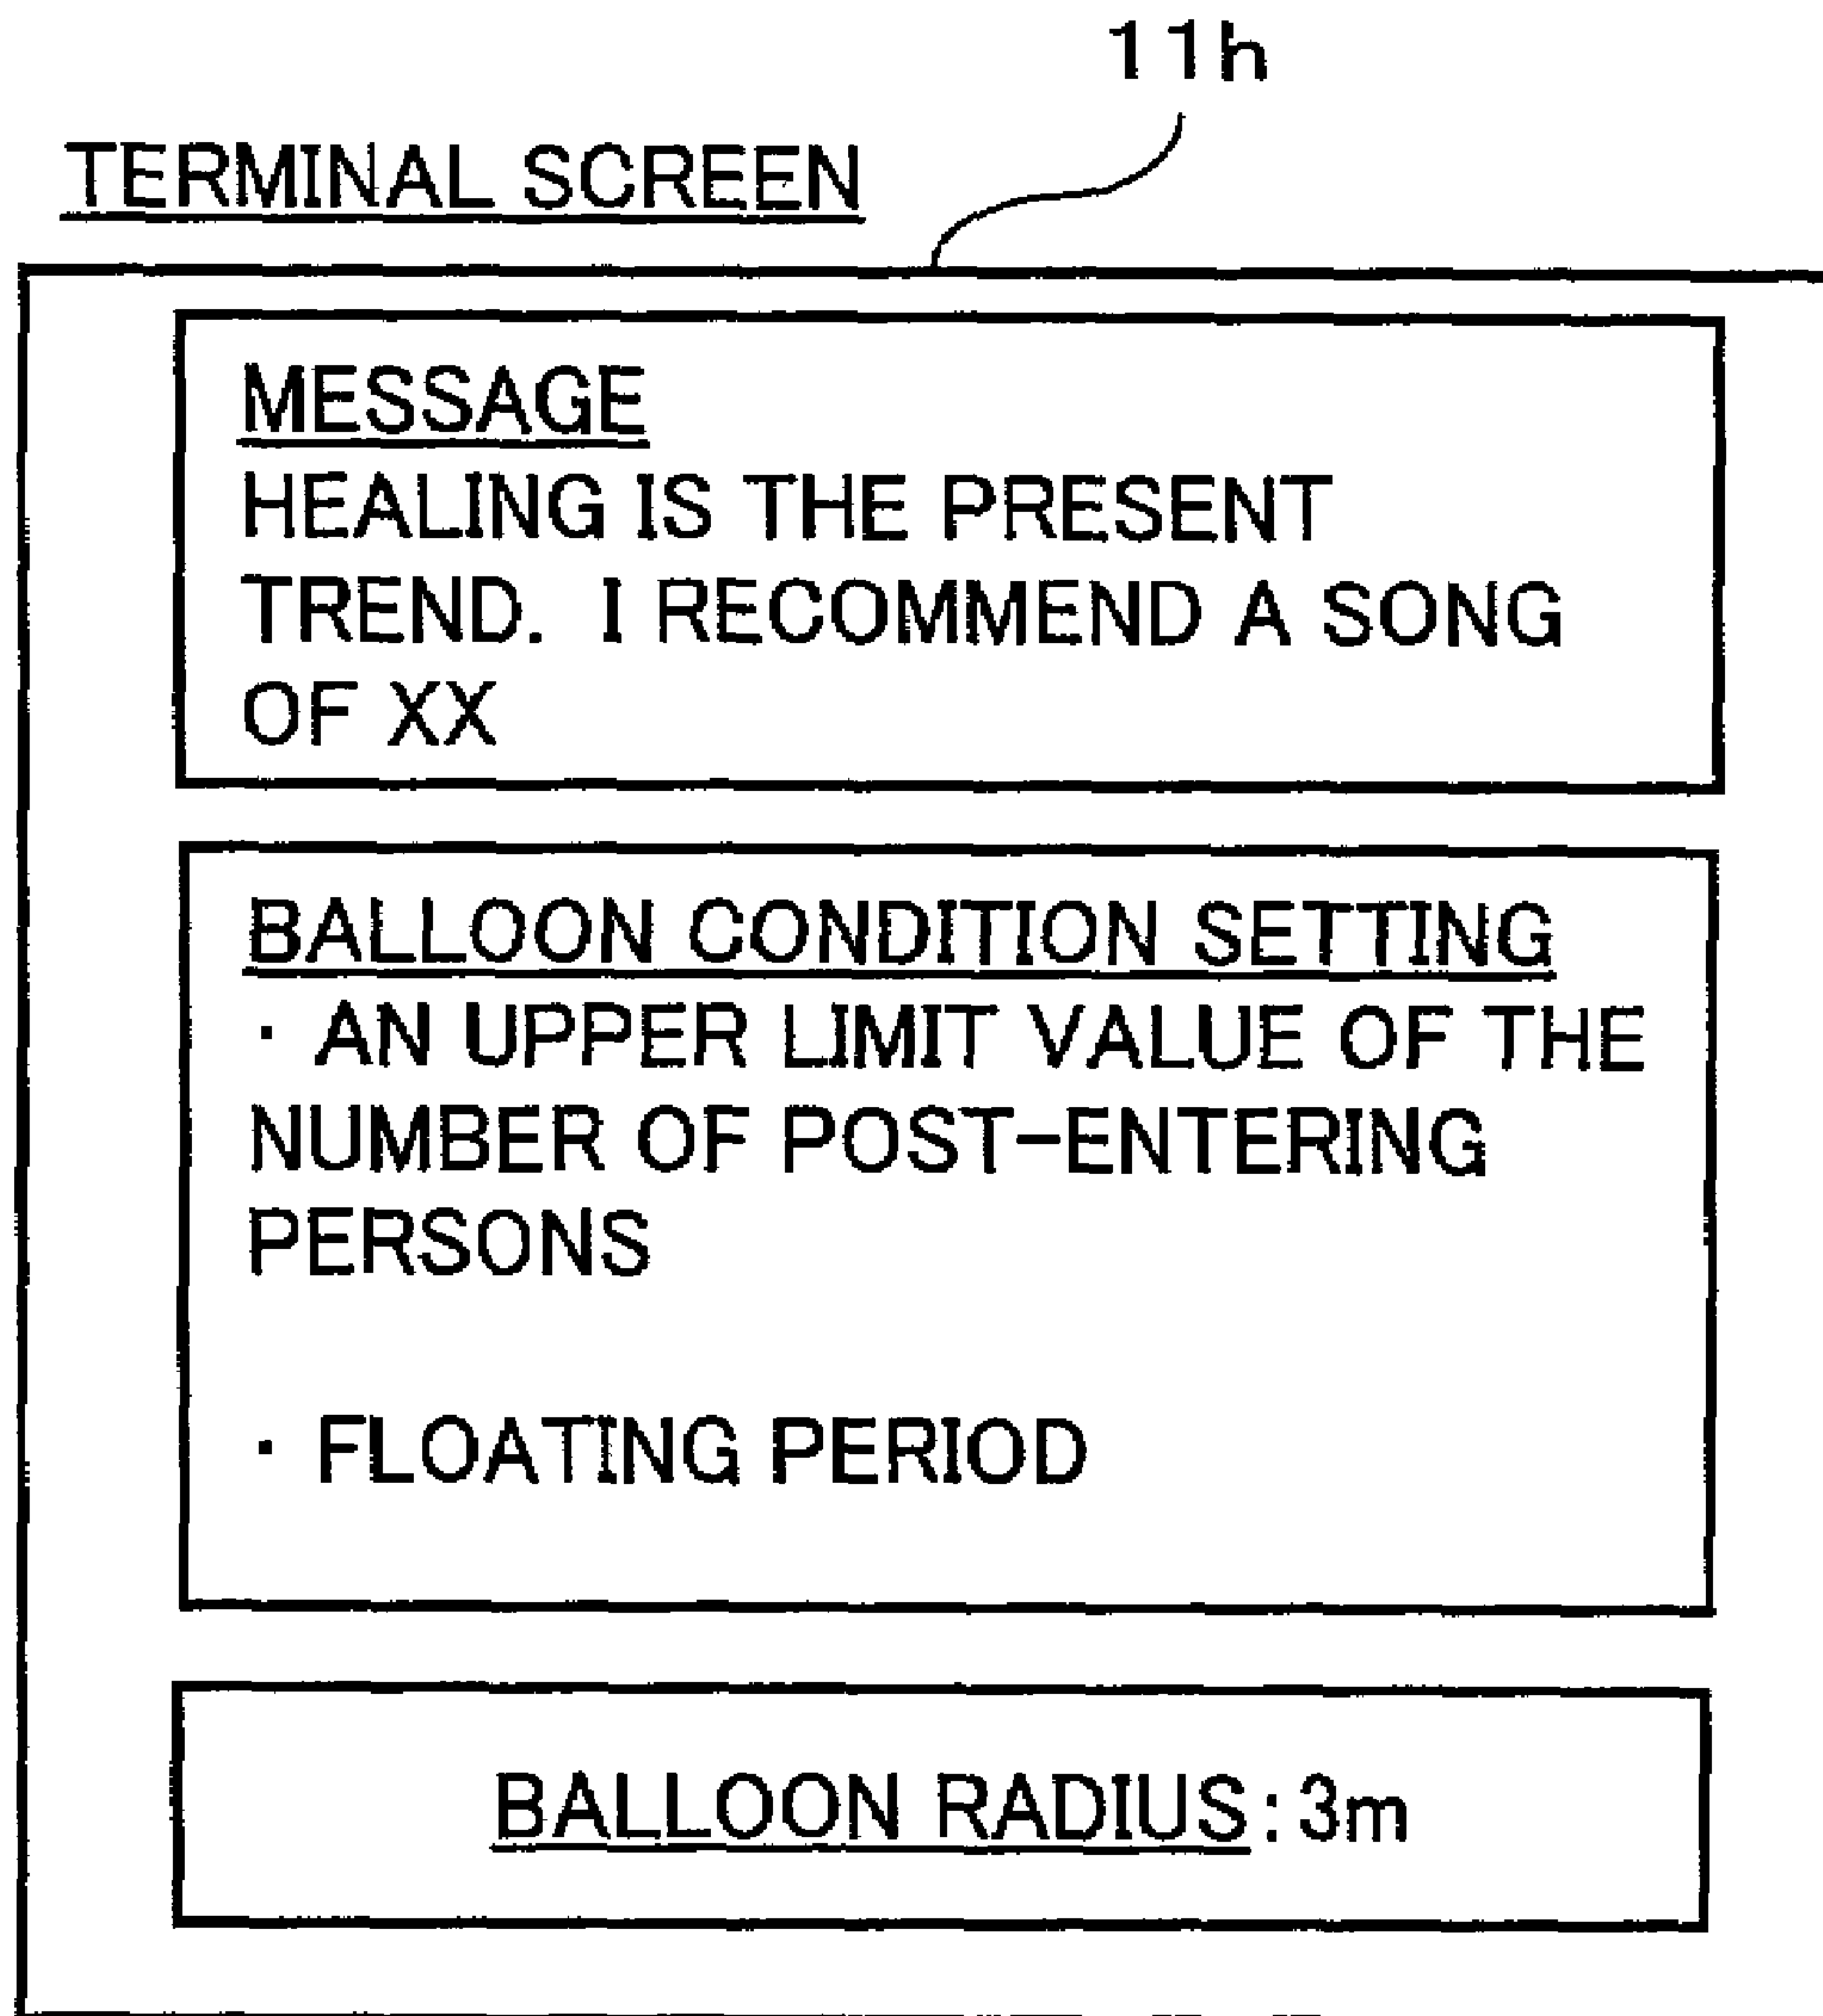 11h
TERMINAL SCREEN
MESSAGE
HEALING IS THE PRESENT
TREND. I RECOMMEND A SONG
OF XX
BALLOON CONDITION SETTING
· AN UPPER LIMIT VALUE OF THE
NUMBER OF POST-ENTERING
PERSONS
· FLOATING PERIOD
BALLOON RADIUS:3m